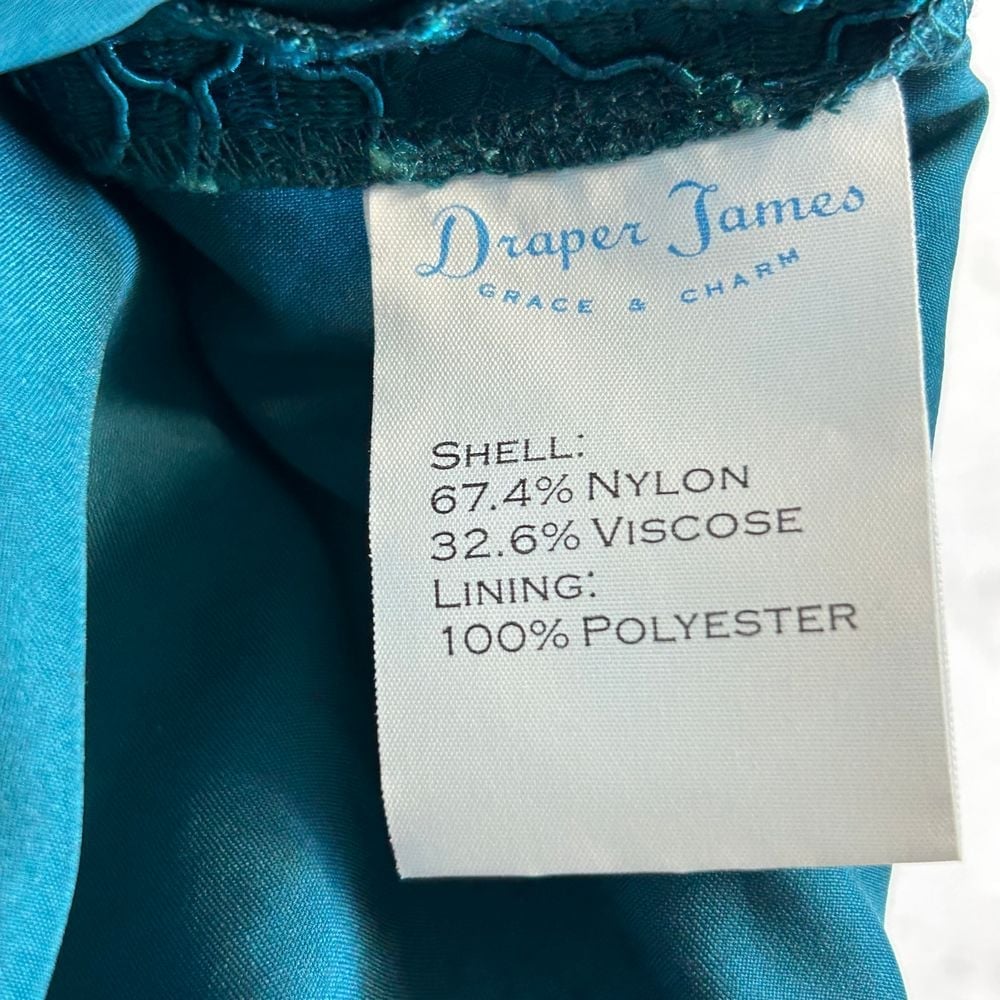 Draper James
GRACE & CHARM
SHELL:
67.4% NYLON
32.6% VISCOSE
LINING:
100% POLYESTER